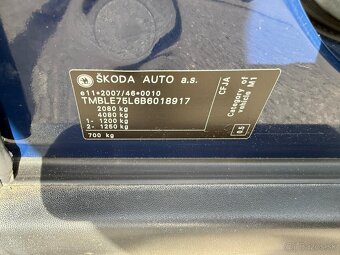 ŠKODA AUTO a.s.
e11*2007/46*0010
TMBLE75L6B6018917
2080 kg
4080 kg
1- 1200 kg
2- 1250 kg
700 kg
CFJA
Category of
vehicle M1